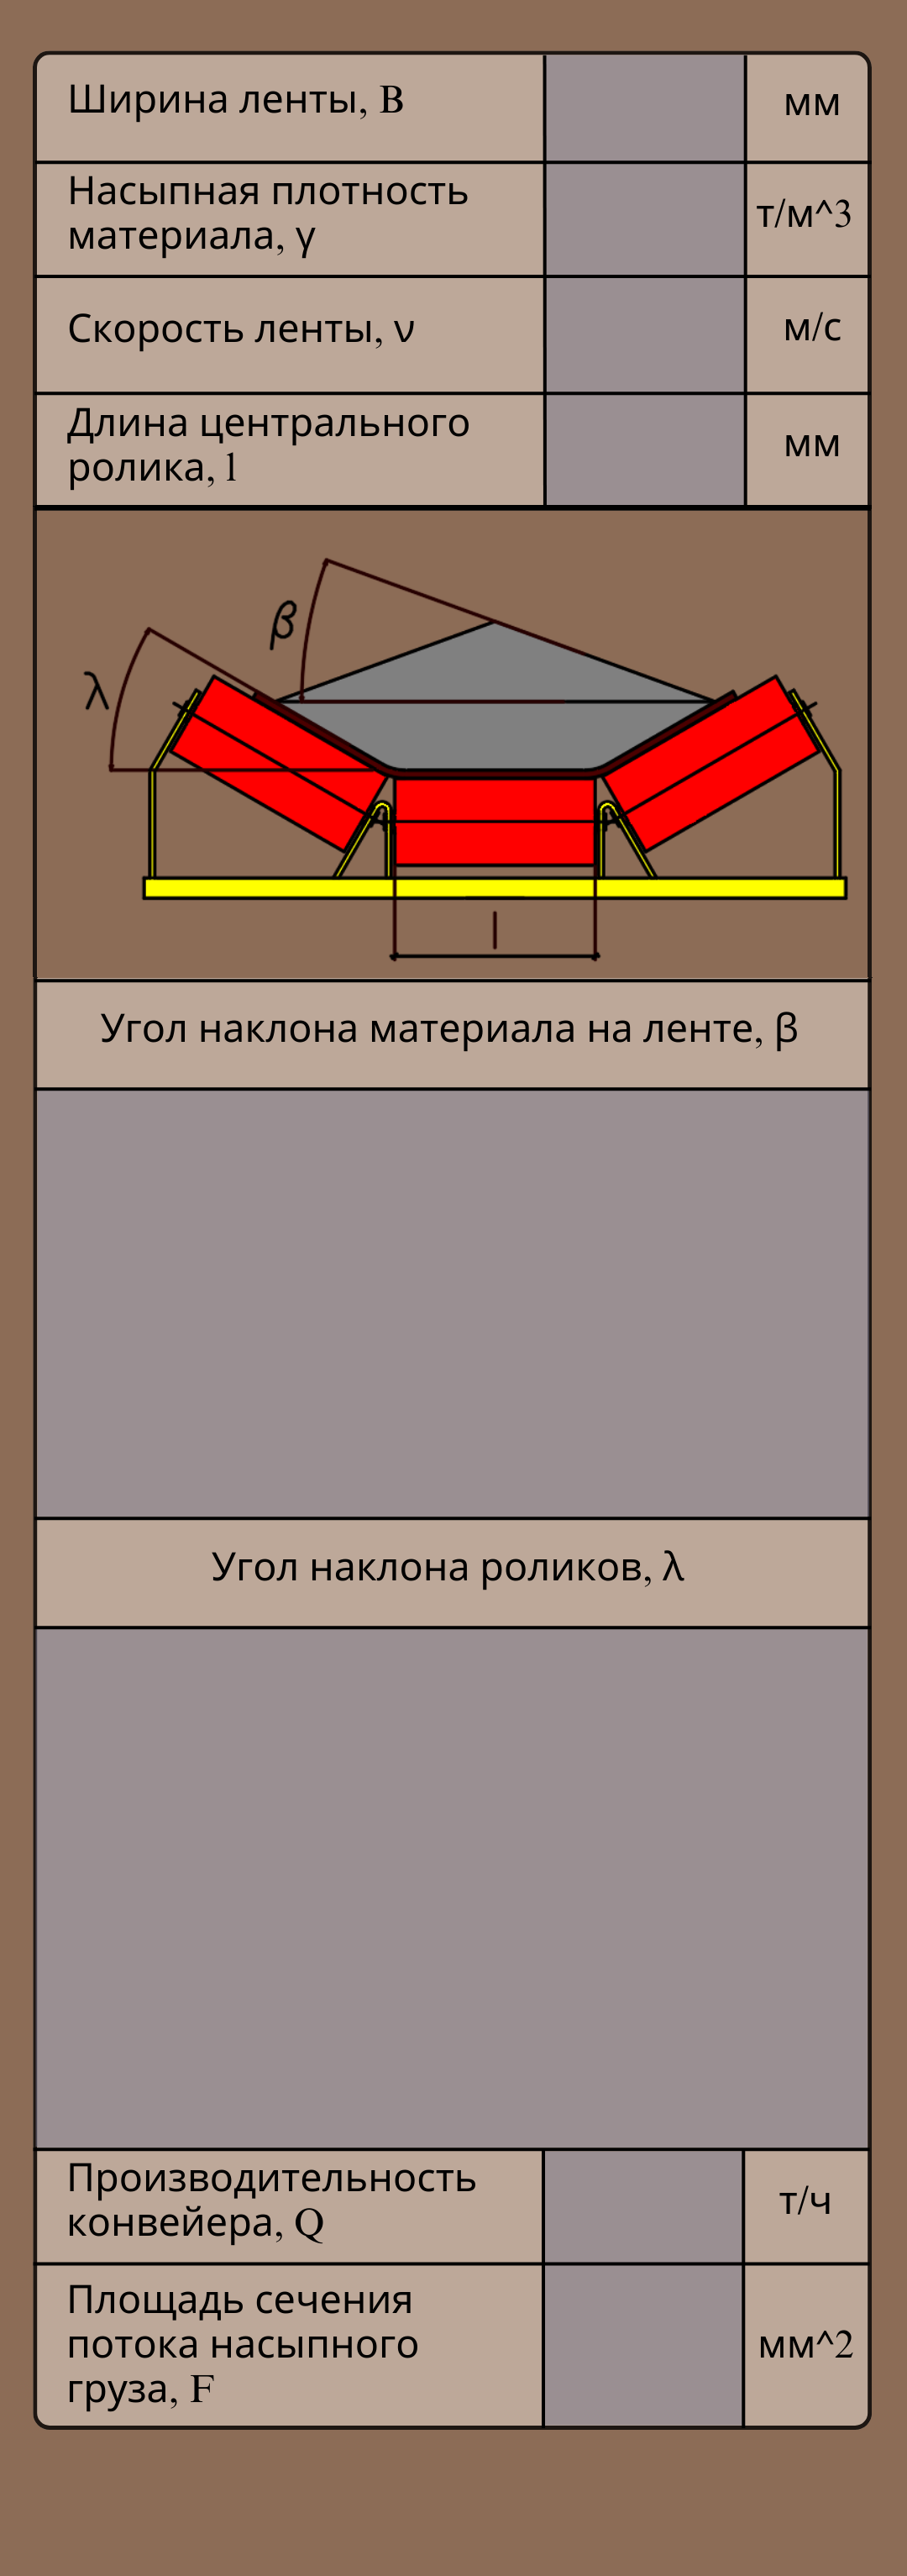 Ширина ленты, B
мм
Насыпная плотность
материала, γ
т/м^3
Скорость ленты, ν
м/с
Длина центрального
ролика, l
мм
β
λ
l
Угол наклона материала на ленте, β
Угол наклона роликов, λ
Производительность
конвейера, Q
т/ч
Площадь сечения
потока насыпного
груза, F
мм^2